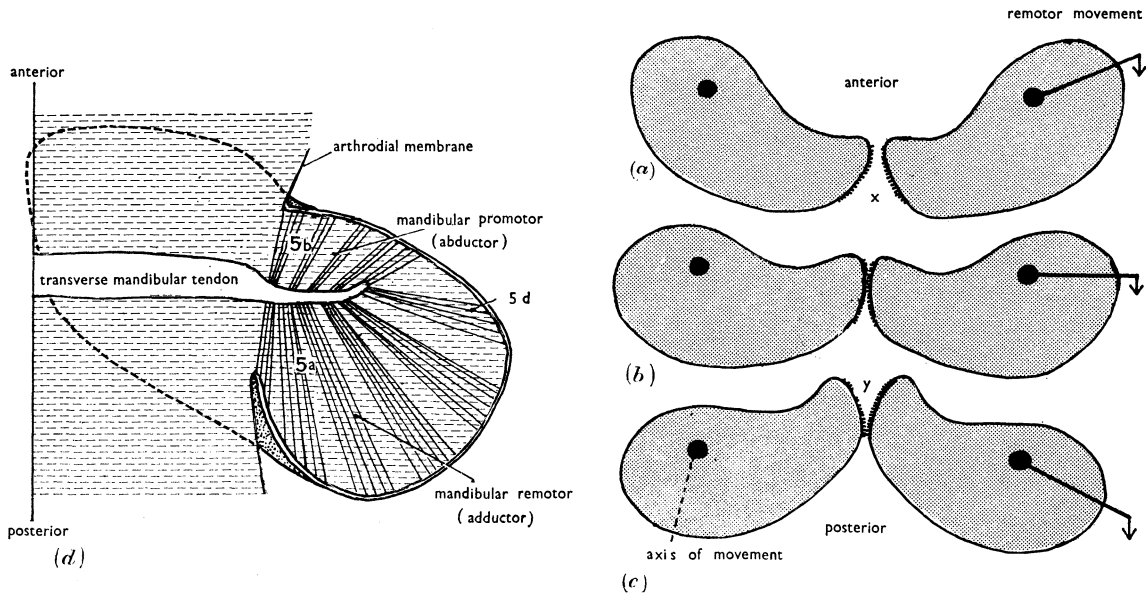 anterior
arthrodial membrane
mandibular promotor
(abductor)
5b
transverse mandibular tendon
5 d
5a
mandibular remotor
(adductor)
posterior
(d)
remotor movement
anterior
(a)
x
(b)
y
posterior
axis of movement
(c)